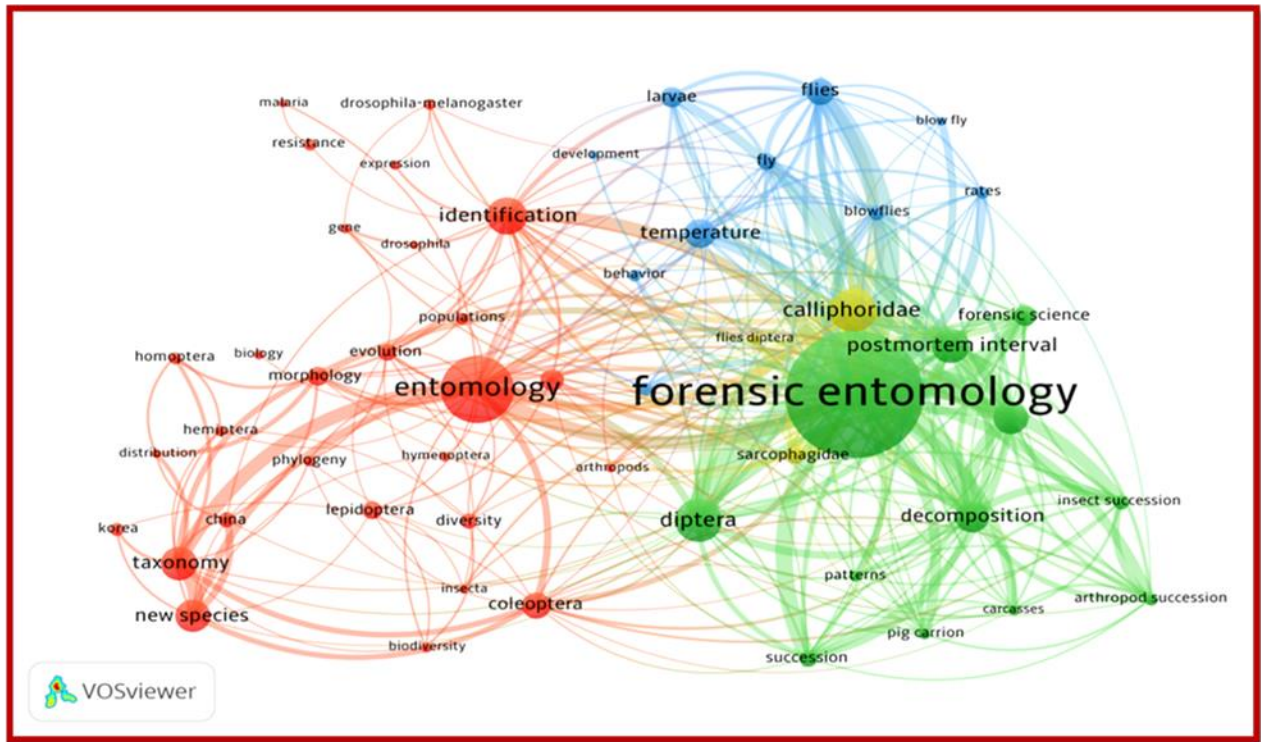 larvae
flies
malaria
drosophila-melanogaster
blow fly
resistance
development
expression
fly
rates
identification
blowflies
gene
temperature
drosophila
behavior
calliphoridae
populations
forensic science
flies diptera
postmortem interval
homoptera
biology
evolution
morphology
entomology
forensic entomology
hemiptera
distribution
phylogeny
hymenoptera
arthropods
sarcophagidae
insect succession
korea
china
lepidoptera
diversity
diptera
decomposition
taxonomy
patterns
insecta
arthropod succession
new species
coleoptera
carcasses
pig carrion
biodiversity
succession
VOSviewer